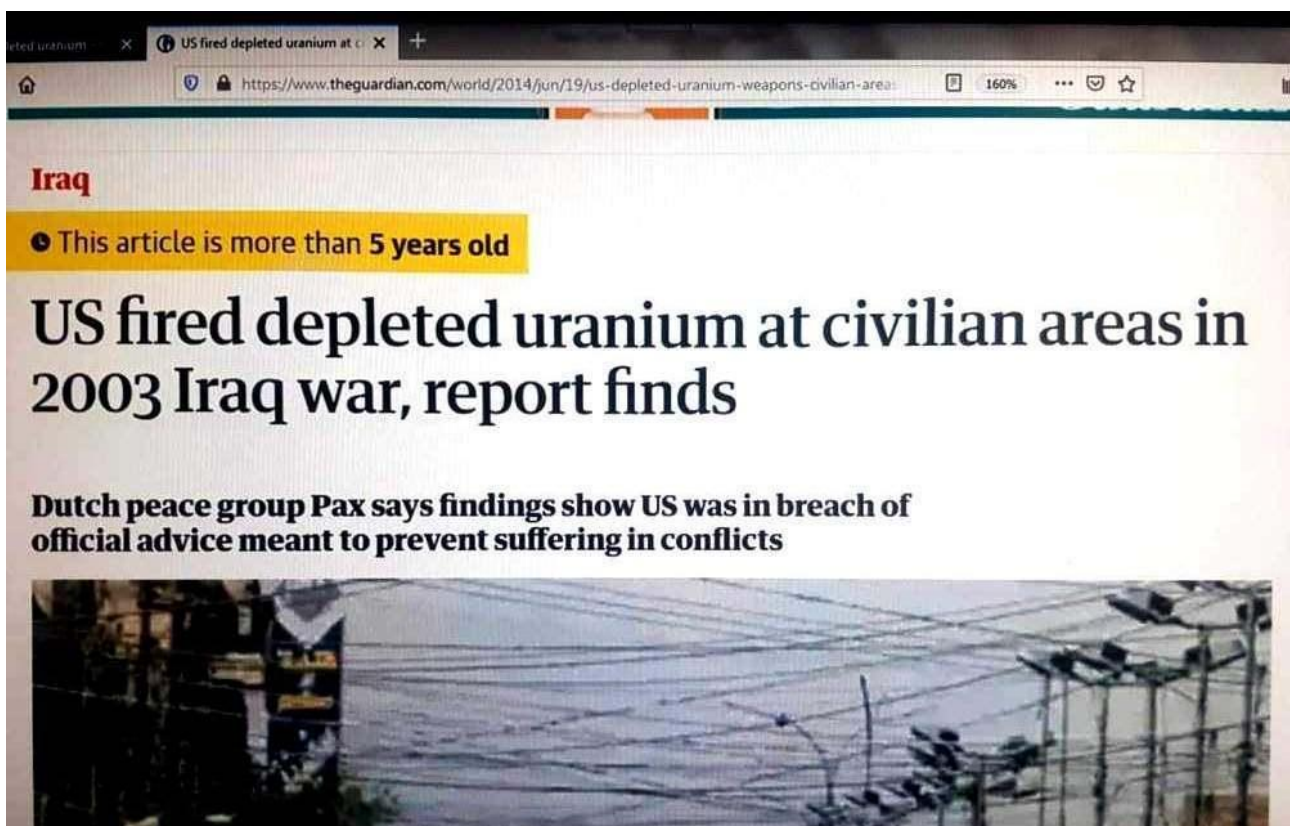 US fired depleted uranium at
https://www.theguardian.com/world/2014/jun/19/us-depleted-uranium-weapons-civilian-area
160%
Iraq
This article is more than 5 years old
US fired depleted uranium at civilian areas in
2003 Iraq war, report finds
Dutch peace group Pax says findings show US was in breach of
official advice meant to prevent suffering in conflicts